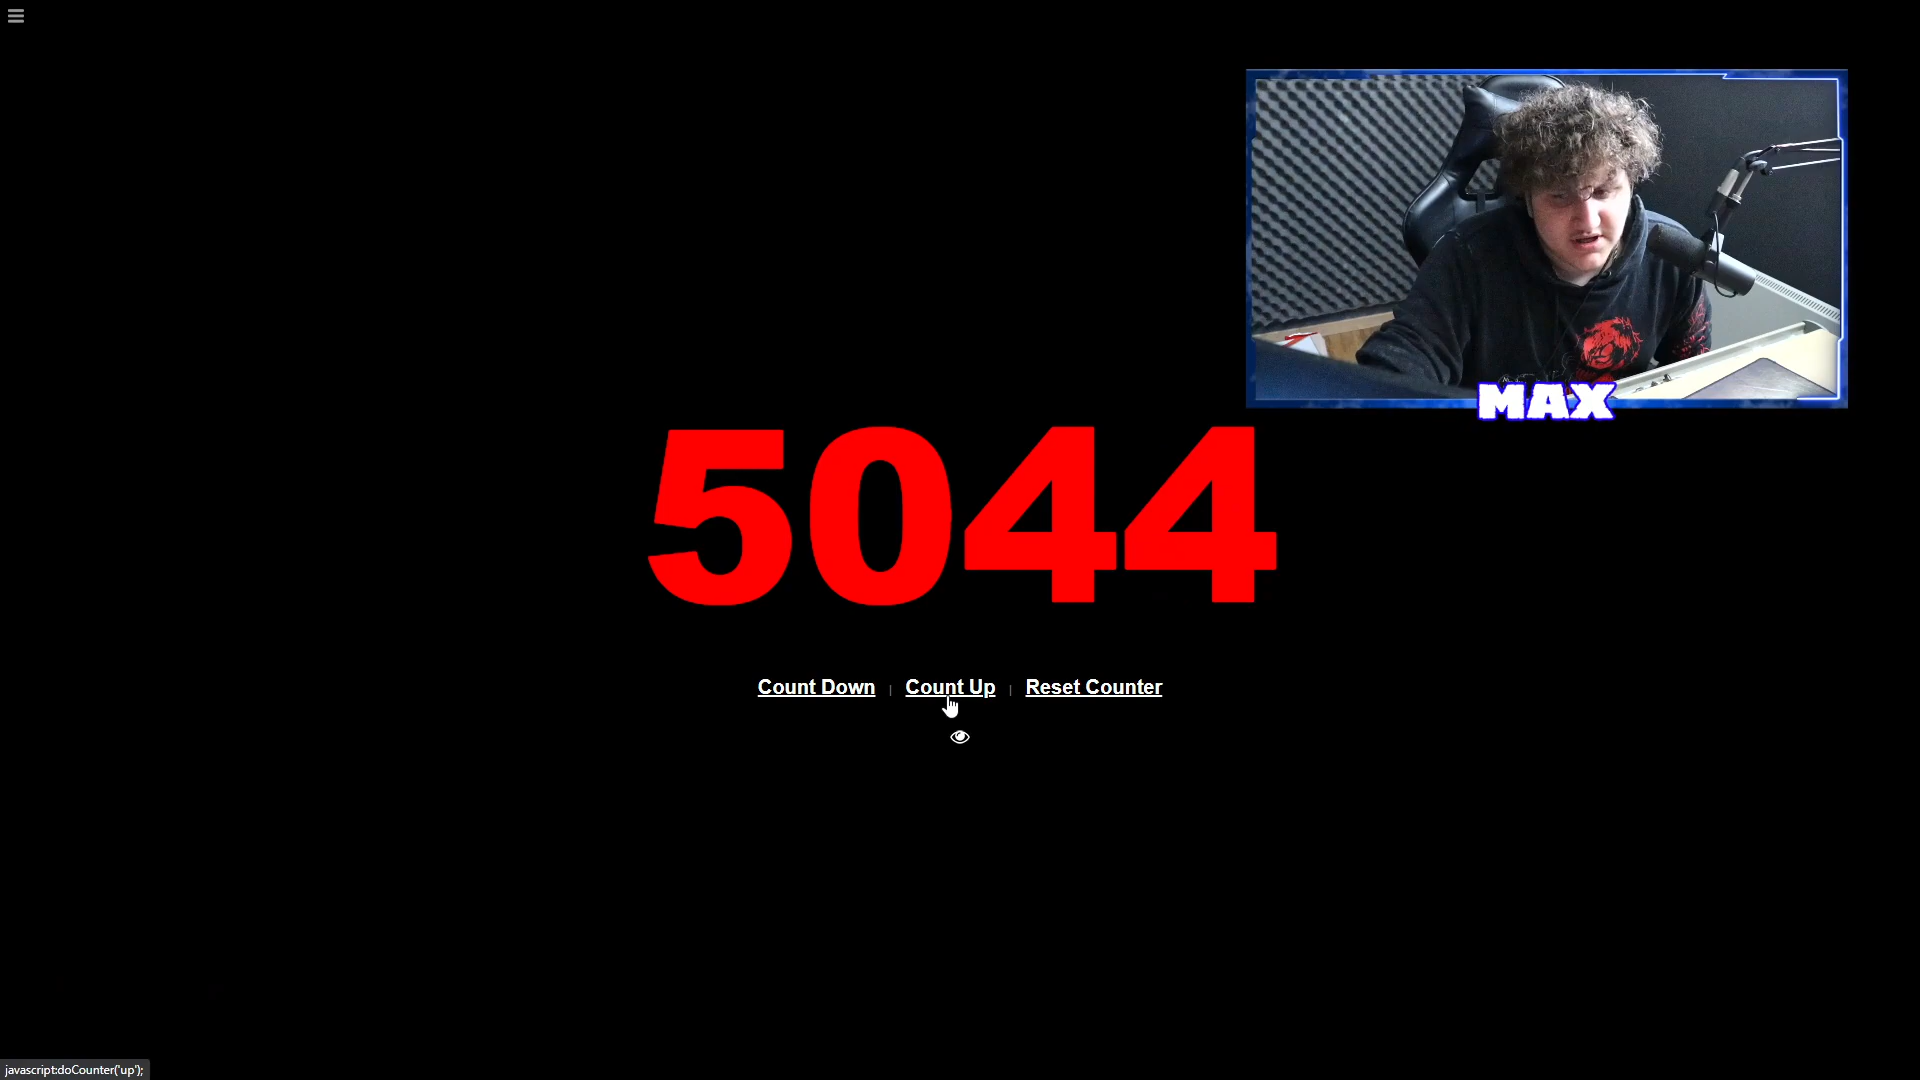 MAX
5044
Count Down | Count Up | Reset Counter
javascript:doCounter('up');